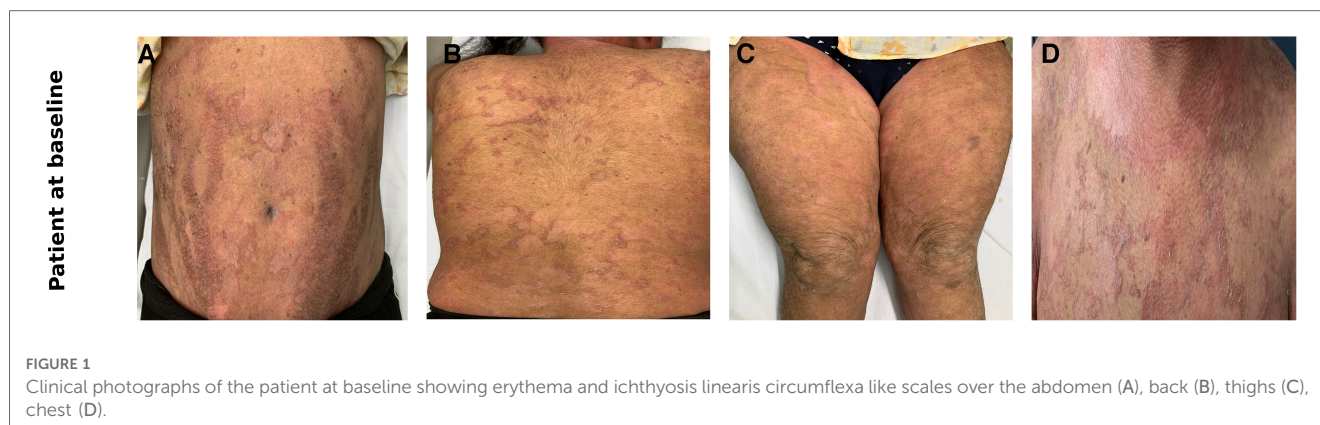 Patient at baseline
A
B
C
D
FIGURE 1
Clinical photographs of the patient at baseline showing erythema and ichthyosis linearis circumflexa like scales over the abdomen (A), back (B), thighs (C),
chest (D).